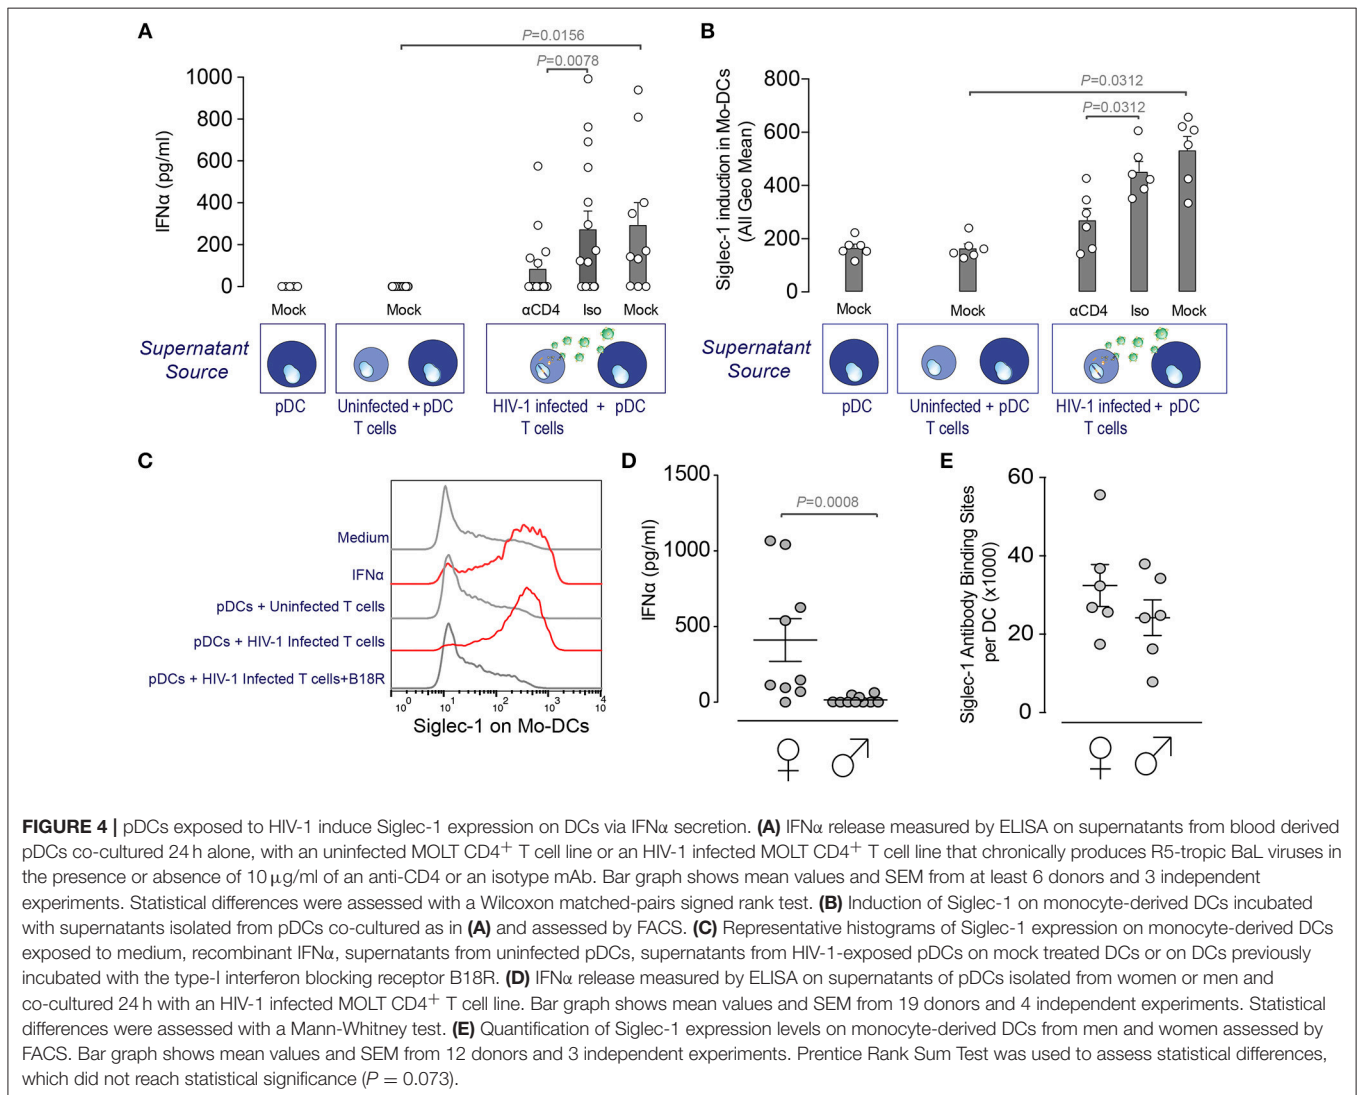 A
P=0.0156
P=0.0078
IFNα (pg/ml)
1000
800
600
400
200
0
Mock
Mock
αCD4
Iso
Mock
Supernatant
Source
pDC
Uninfected + pDC
T cells
HIV-1 infected + pDC
T cells
B
P=0.0312
P=0.0312
Siglec-1 induction in Mo-DCs
(All Geo Mean)
800
600
400
200
0
Mock
Mock
αCD4
Iso
Mock
Supernatant
Source
pDC
Uninfected + pDC
T cells
HIV-1 infected + pDC
T cells
C
Medium
IFNα
pDCs + Uninfected T cells
pDCs + HIV-1 Infected T cells
pDCs + HIV-1 Infected T cells+B18R
10^0 10^1 10^2 10^3 10^4
Siglec-1 on Mo-DCs
D
IFNα (pg/ml)
1500
1000
500
0
P=0.0008
♀ ♂
E
Siglec-1 Antibody Binding Sites
per DC (x1000)
60
40
20
0
♀ ♂
FIGURE 4 | pDCs exposed to HIV-1 induce Siglec-1 expression on DCs via IFNα secretion. (A) IFNα release measured by ELISA on supernatants from blood derived
pDCs co-cultured 24 h alone, with an uninfected MOLT CD4+ T cell line or an HIV-1 infected MOLT CD4+ T cell line that chronically produces R5-tropic BaL viruses in
the presence or absence of 10 μg/ml of an anti-CD4 or an isotype mAb. Bar graph shows mean values and SEM from at least 6 donors and 3 independent
experiments. Statistical differences were assessed with a Wilcoxon matched-pairs signed rank test. (B) Induction of Siglec-1 on monocyte-derived DCs incubated
with supernatants isolated from pDCs co-cultured as in (A) and assessed by FACS. (C) Representative histograms of Siglec-1 expression on monocyte-derived DCs
exposed to medium, recombinant IFNα, supernatants from uninfected pDCs, supernatants from HIV-1-exposed pDCs on mock treated DCs or on DCs previously
incubated with the type-I interferon blocking receptor B18R. (D) IFNα release measured by ELISA on supernatants of pDCs isolated from women or men and
co-cultured 24 h with an HIV-1 infected MOLT CD4+ T cell line. Bar graph shows mean values and SEM from 19 donors and 4 independent experiments. Statistical
differences were assessed with a Mann-Whitney test. (E) Quantification of Siglec-1 expression levels on monocyte-derived DCs from men and women assessed by
FACS. Bar graph shows mean values and SEM from 12 donors and 3 independent experiments. Prentice Rank Sum Test was used to assess statistical differences,
which did not reach statistical significance (P = 0.073).